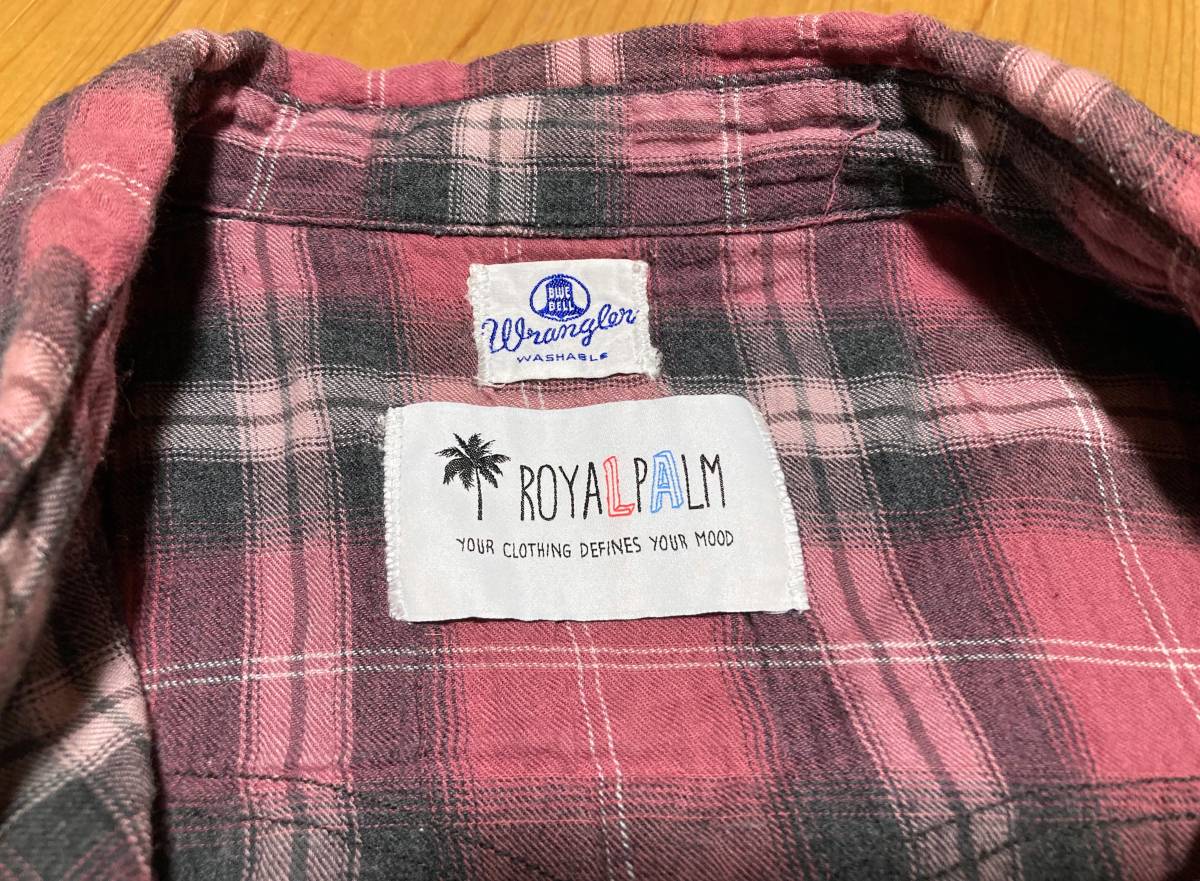 BLUE
BELL
Wrangler
WASHABLE
ROYALPALM
YOUR CLOTHING DEFINES YOUR MOOD